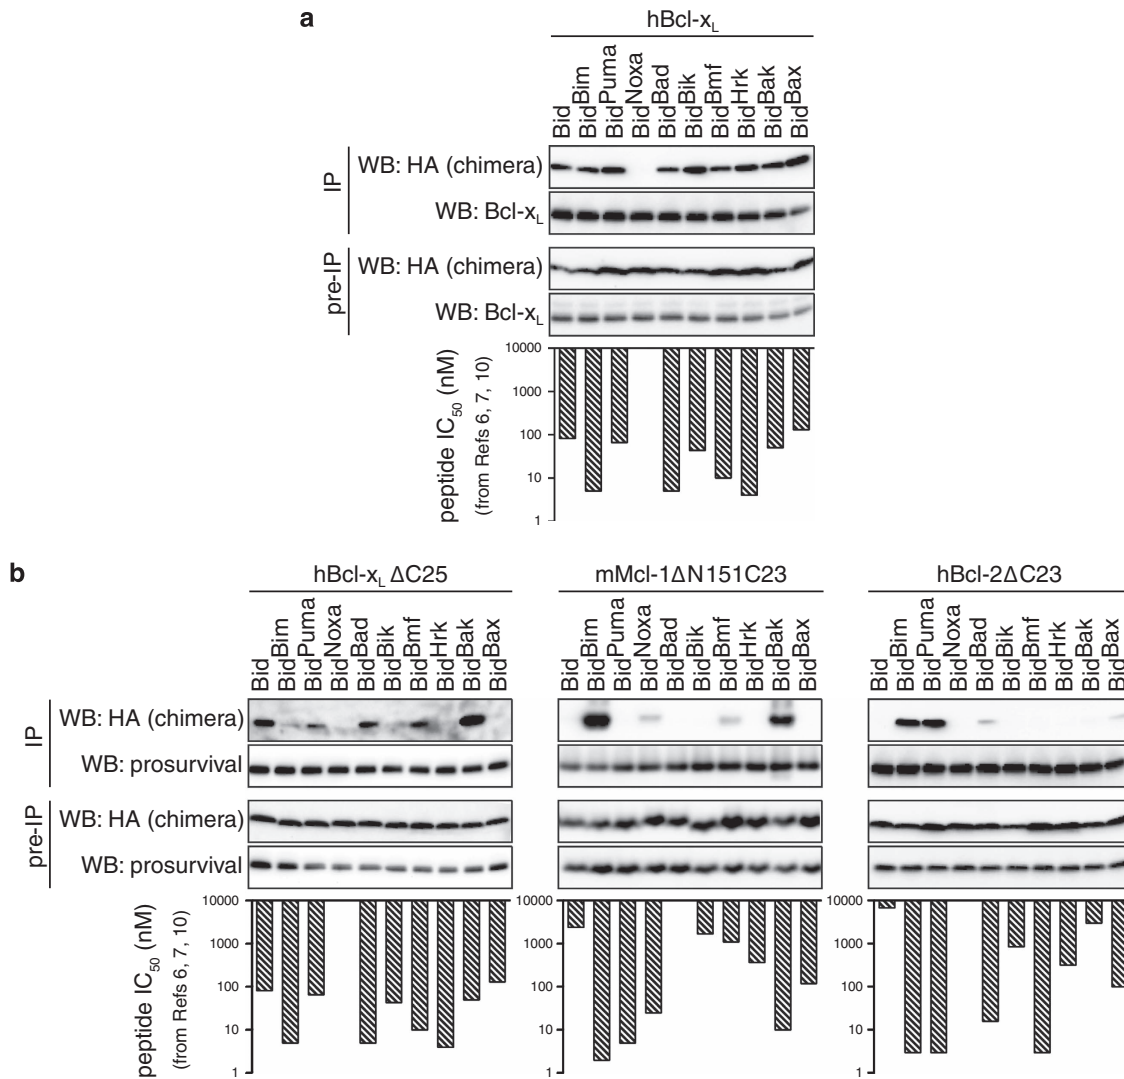 a
hBcl-xL
Bid
BidBim
BidPuma
BidNoxa
BidBad
BidBik
BidBmf
BidHrk
BidBak
BidBax
IP
WB: HA (chimera)
WB: Bcl-xL
pre-IP
WB: HA (chimera)
WB: Bcl-xL
peptide IC50 (nM)
(from Refs 6, 7, 10)
10000
1000
100
10
1
b
hBcl-xL ΔC25
mMcl-1ΔN151C23
hBcl-2ΔC23
Bid
BidBim
BidPuma
BidNoxa
BidBad
BidBik
BidBmf
BidHrk
BidBak
BidBax
Bid
BidBim
BidPuma
BidNoxa
BidBad
BidBik
BidBmf
BidHrk
BidBak
BidBax
Bid
BidBim
BidPuma
BidNoxa
BidBad
BidBik
BidBmf
BidHrk
BidBak
BidBax
IP
WB: HA (chimera)
WB: prosurvival
pre-IP
WB: HA (chimera)
WB: prosurvival
peptide IC50 (nM)
(from Refs 6, 7, 10)
10000
1000
100
10
1
10000
1000
100
10
1
10000
1000
100
10
1